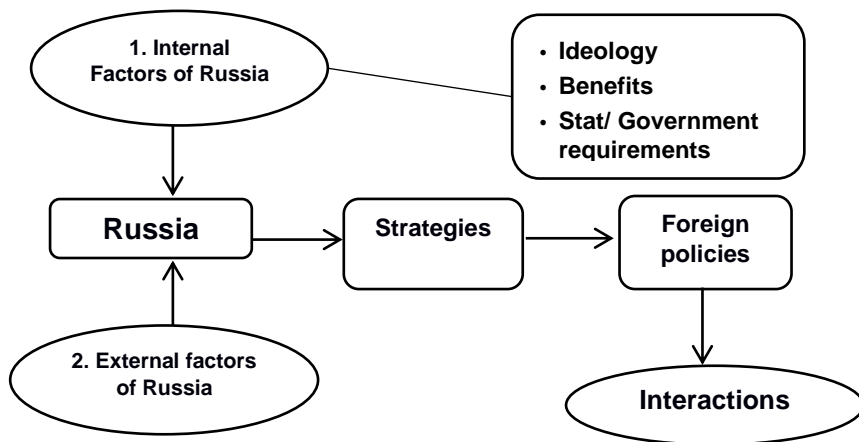 1. Internal
Factors of Russia
• Ideology
• Benefits
• Stat/ Government
requirements
Russia
Strategies
Foreign
policies
2. External factors
of Russia
Interactions